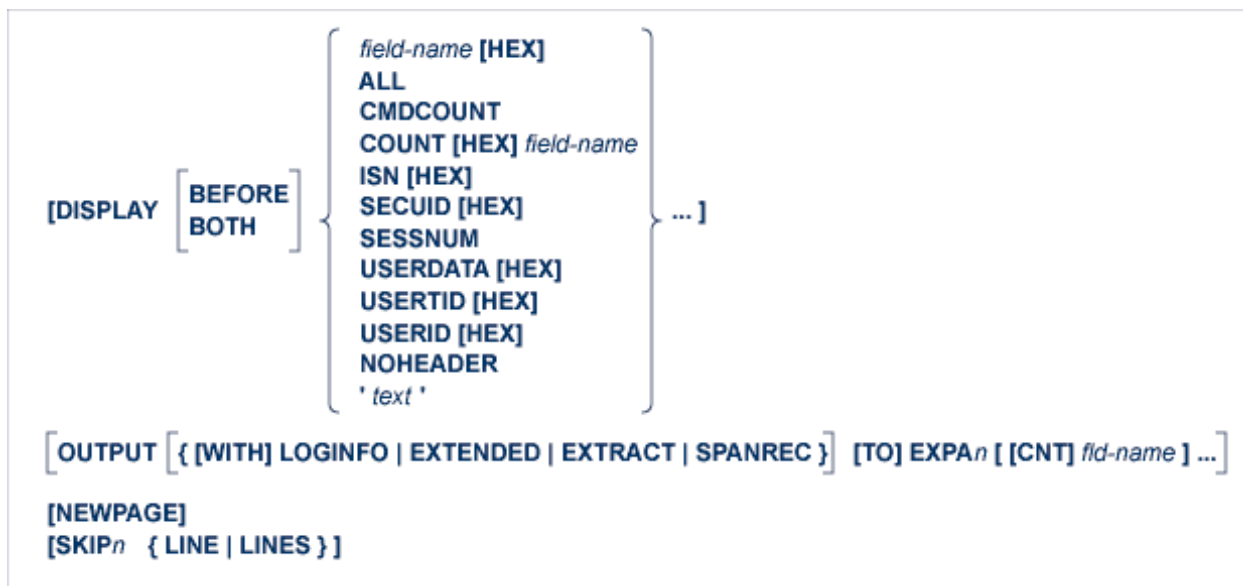 field-name [HEX]
ALL
CMDCOUNT
COUNT [HEX] field-name
ISN [HEX]
[DISPLAY [BEFORE BOTH] { SECUID [HEX] } ... ]
SESSNUM
USERDATA [HEX]
USERTID [HEX]
USERID [HEX]
NOHEADER
' text '
[OUTPUT [{ [WITH] LOGINFO | EXTENDED | EXTRACT | SPANREC }] [TO] EXPAn [ [CNT] fld-name ] ...]
[NEWPAGE]
[SKIPn { LINE | LINES } ]